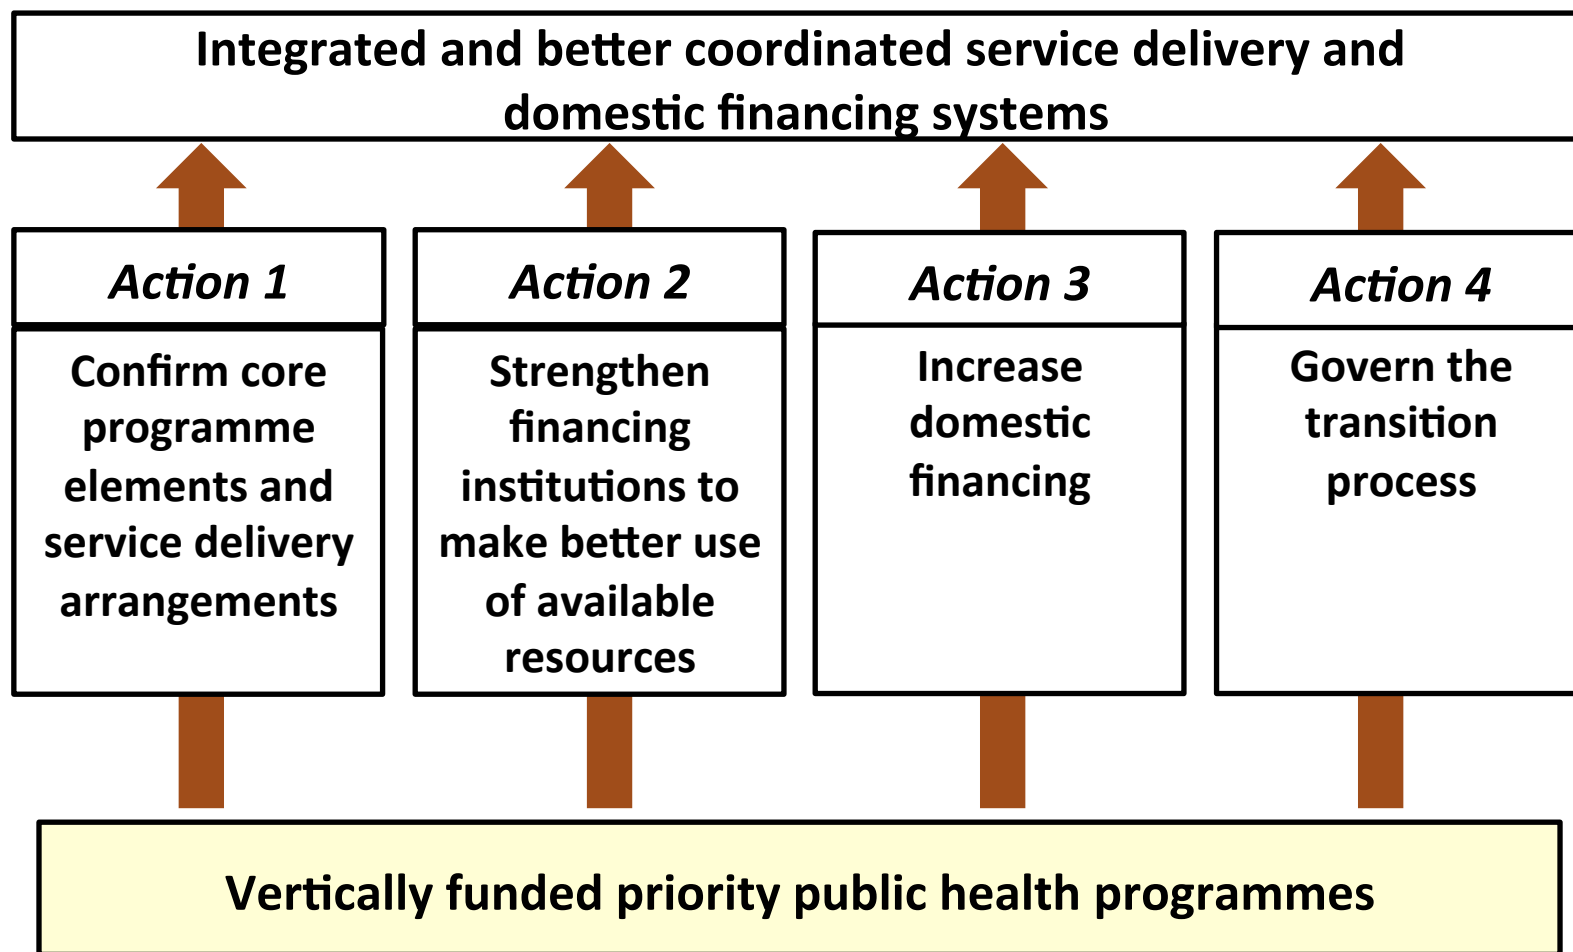 Integrated and better coordinated service delivery and
domestic financing systems
Action 1
Confirm core
programme
elements and
service delivery
arrangements
Action 2
Strengthen
financing
institutions to
make better use
of available
resources
Action 3
Increase
domestic
financing
Action 4
Govern the
transition
process
Vertically funded priority public health programmes